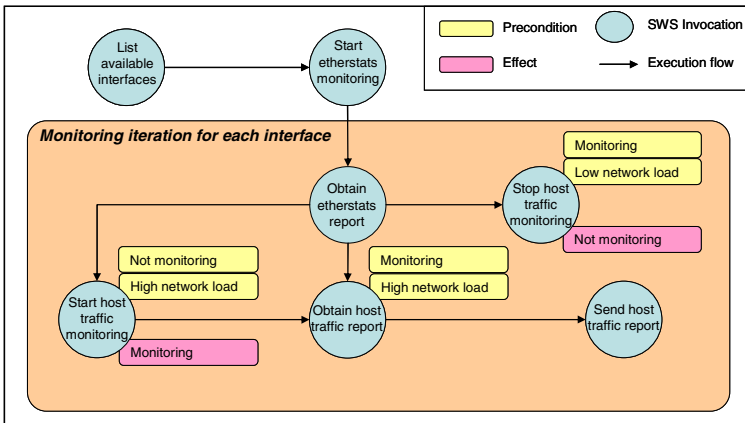 List
available
interfaces
Start
etherstats
monitoring
Precondition
SWS Invocation
Effect
Execution flow
Monitoring iteration for each interface
Obtain
etherstats
report
Monitoring
Low network load
Stop host
traffic
monitoring
Not monitoring
Not monitoring
High network load
Start host
traffic
monitoring
Monitoring
Monitoring
High network load
Obtain host
traffic report
Send host
traffic report